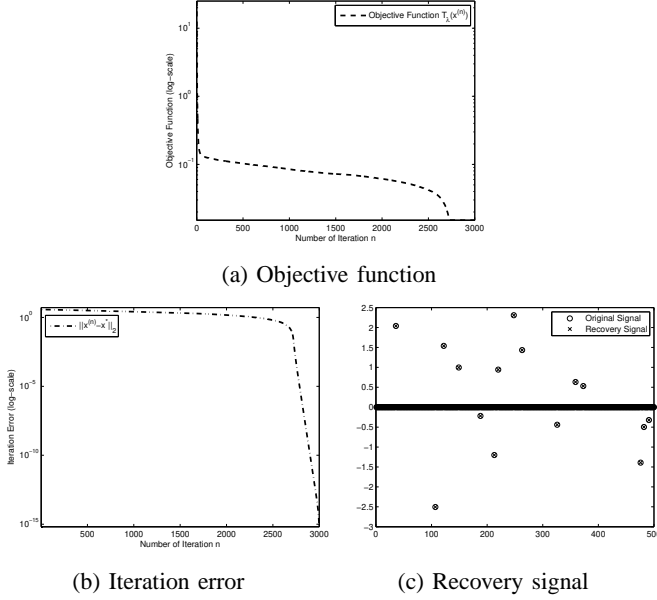 Objective Function T_λ(x^(n))
10^1
10^0
10^-1
Objective Function (log-scale)
0 500 1000 1500 2000 2500 3000
Number of Iteration n
(a) Objective function
||x^(n)-x^*||_2
10^0
10^-5
10^-10
10^-15
Iteration Error (log-scale)
500 1000 1500 2000 2500 3000
Number of Iteration n
(b) Iteration error
Original Signal
Recovery Signal
2.5
2
1.5
1
0.5
0
−0.5
−1
−1.5
−2
−2.5
−3
0 100 200 300 400 500
(c) Recovery signal